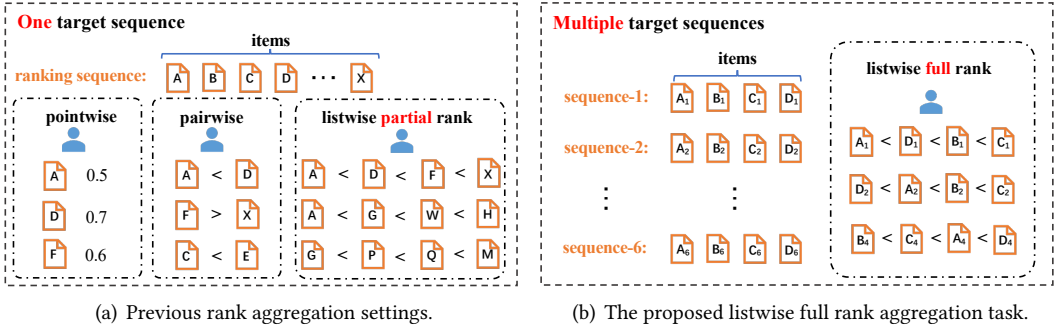 One target sequence
items
ranking sequence: A B C D ··· X
pointwise
A 0.5
D 0.7
F 0.6
pairwise
A < D
F > X
C < E
listwise partial rank
A < D < F < X
A < G < W < H
G < P < Q < M
(a) Previous rank aggregation settings.
Multiple target sequences
items
sequence-1: A₁ B₁ C₁ D₁
sequence-2: A₂ B₂ C₂ D₂
⋮ ⋮
sequence-6: A₆ B₆ C₆ D₆
listwise full rank
A₁ < D₁ < B₁ < C₁
D₂ < A₂ < B₂ < C₂
B₄ < C₄ < A₄ < D₄
(b) The proposed listwise full rank aggregation task.